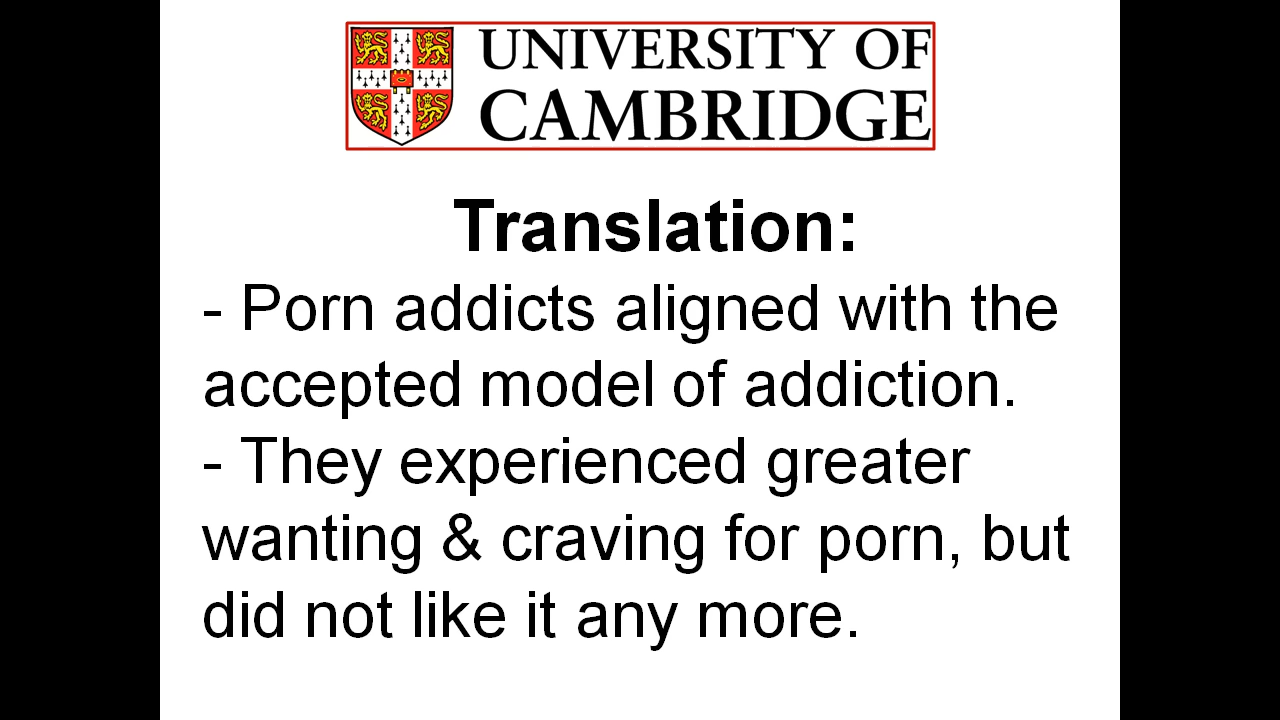 UNIVERSITY OF
CAMBRIDGE
Translation:
- Porn addicts aligned with the
accepted model of addiction.
- They experienced greater
wanting & craving for porn, but
did not like it any more.